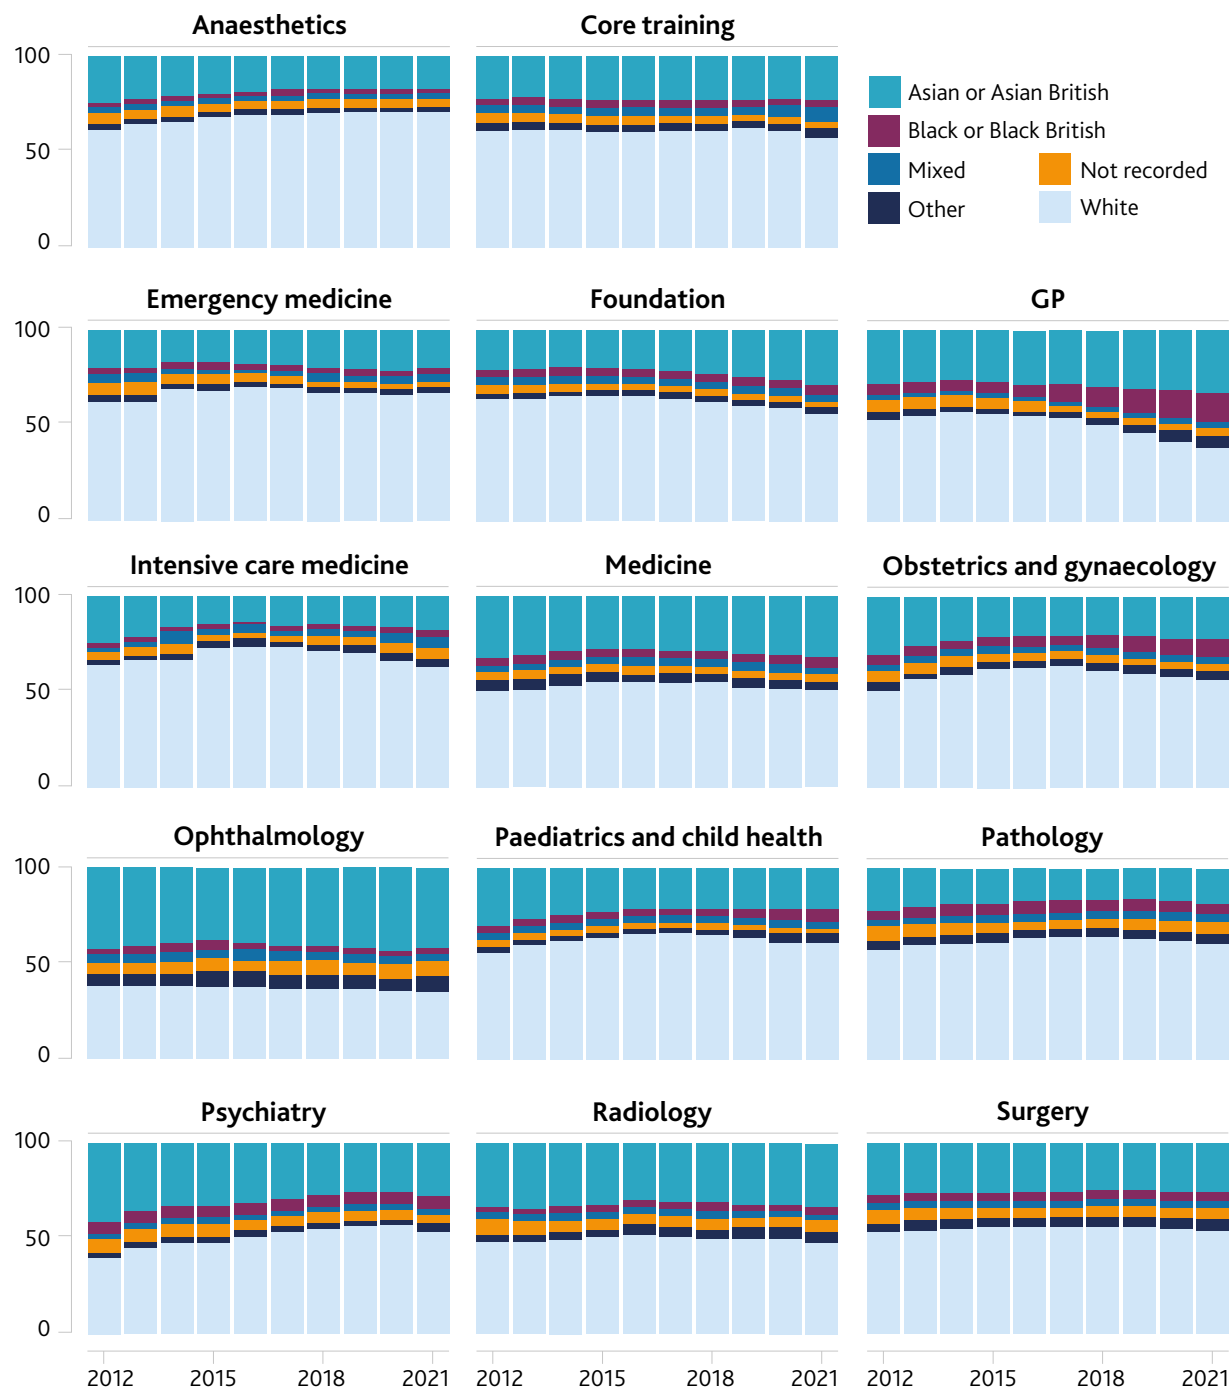 Anaesthetics
Core training
100
50
0
Asian or Asian British
Black or Black British
Mixed
Not recorded
Other
White
Emergency medicine
Foundation
GP
100
50
0
Intensive care medicine
Medicine
Obstetrics and gynaecology
100
50
0
Ophthalmology
Paediatrics and child health
Pathology
100
50
0
Psychiatry
Radiology
Surgery
100
50
0
2012 2015 2018 2021 2012 2015 2018 2021 2012 2015 2018 2021